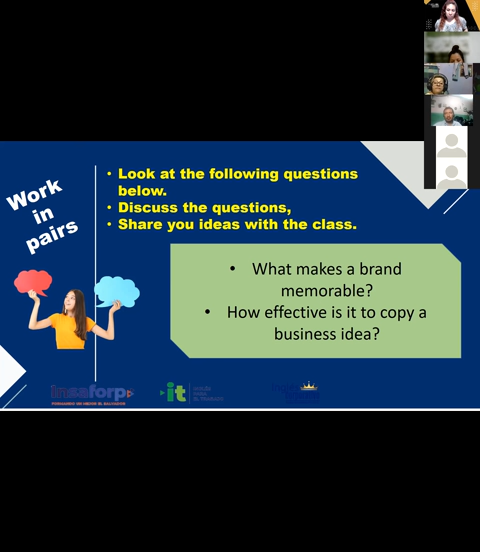 Work
in
pairs
• Look at the following questions
below.
• Discuss the questions,
• Share you ideas with the class.
• What makes a brand
memorable?
• How effective is it to copy a
business idea?
insaforp
it